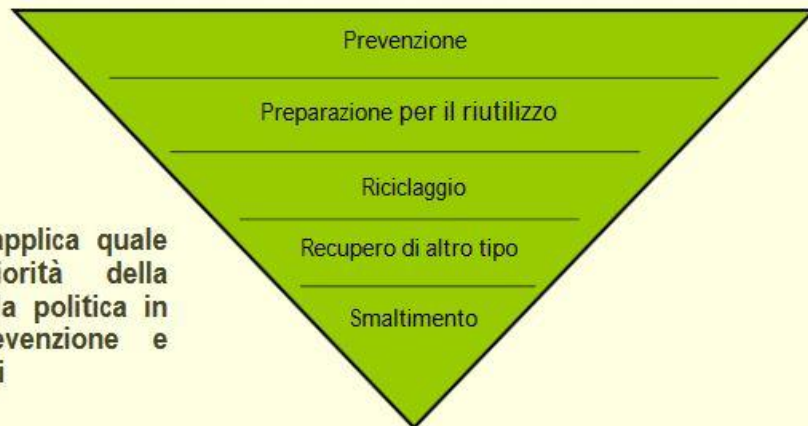 Prevenzione
Preparazione per il riutilizzo
Riciclaggio
Recupero di altro tipo
Smaltimento
applica quale
della
a politica in
e